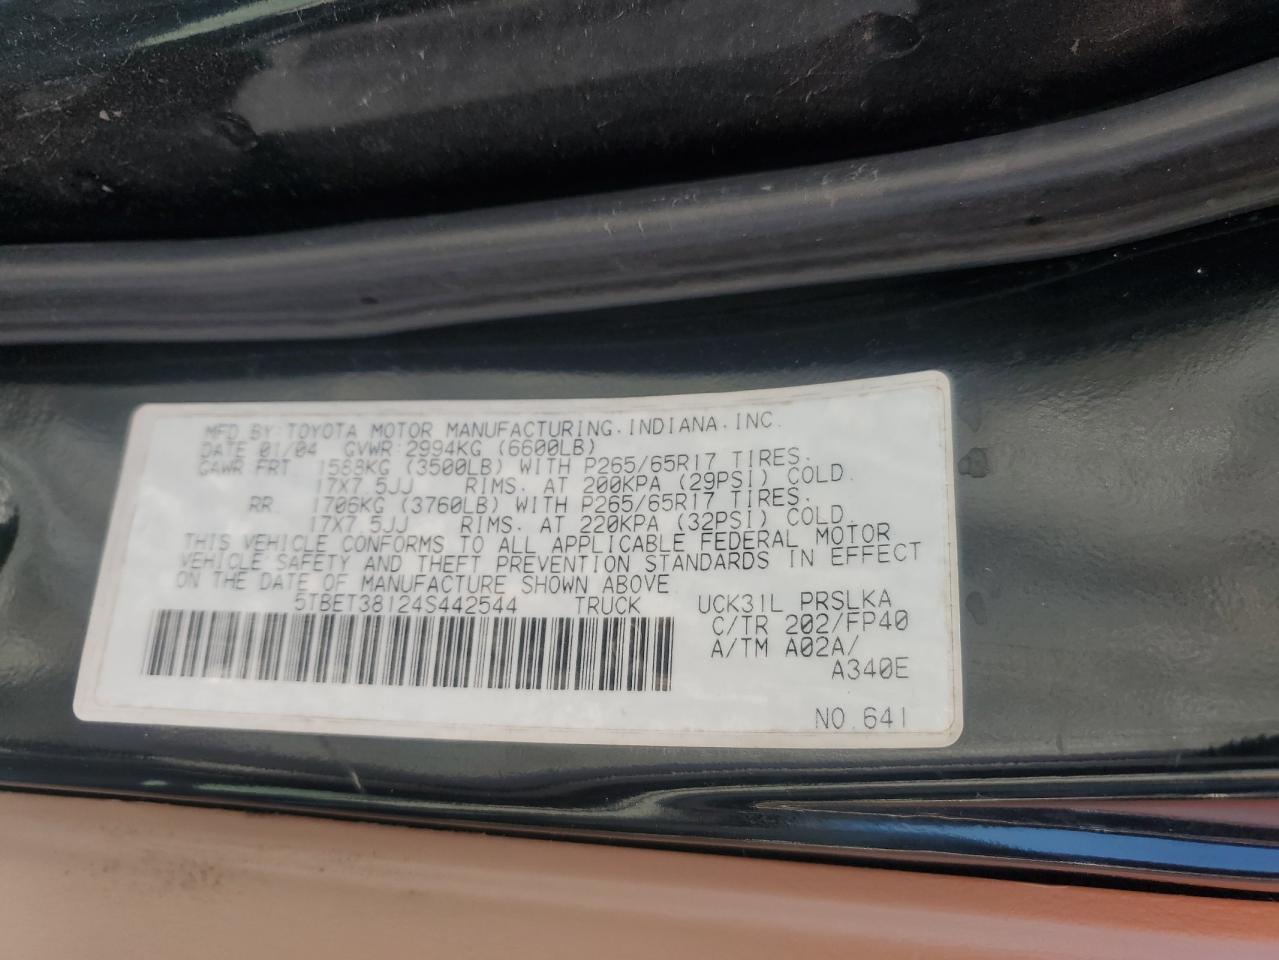 MFD BY:TOYOTA MOTOR MANUFACTURING.INDIANA.INC.
DATE 01/04 GVWR:2994KG (6600LB)
GAWR FRT 1588KG (3500LB) WITH P265/65R17 TIRES.
17X7.5JJ RIMS. AT 200KPA (29PSI) COLD.
RR 1706KG (3760LB) WITH P265/65R17 TIRES.
17X7.5JJ RIMS. AT 220KPA (32PSI) COLD.
THIS VEHICLE CONFORMS TO ALL APPLICABLE FEDERAL MOTOR
VEHICLE SAFETY AND THEFT PREVENTION STANDARDS IN EFFECT
ON THE DATE OF MANUFACTURE SHOWN ABOVE
5TBET38124S442544 TRUCK UCK31L PRSLKA
C/TR 202/FP40
A/TM A02A/
A340E
NO.641